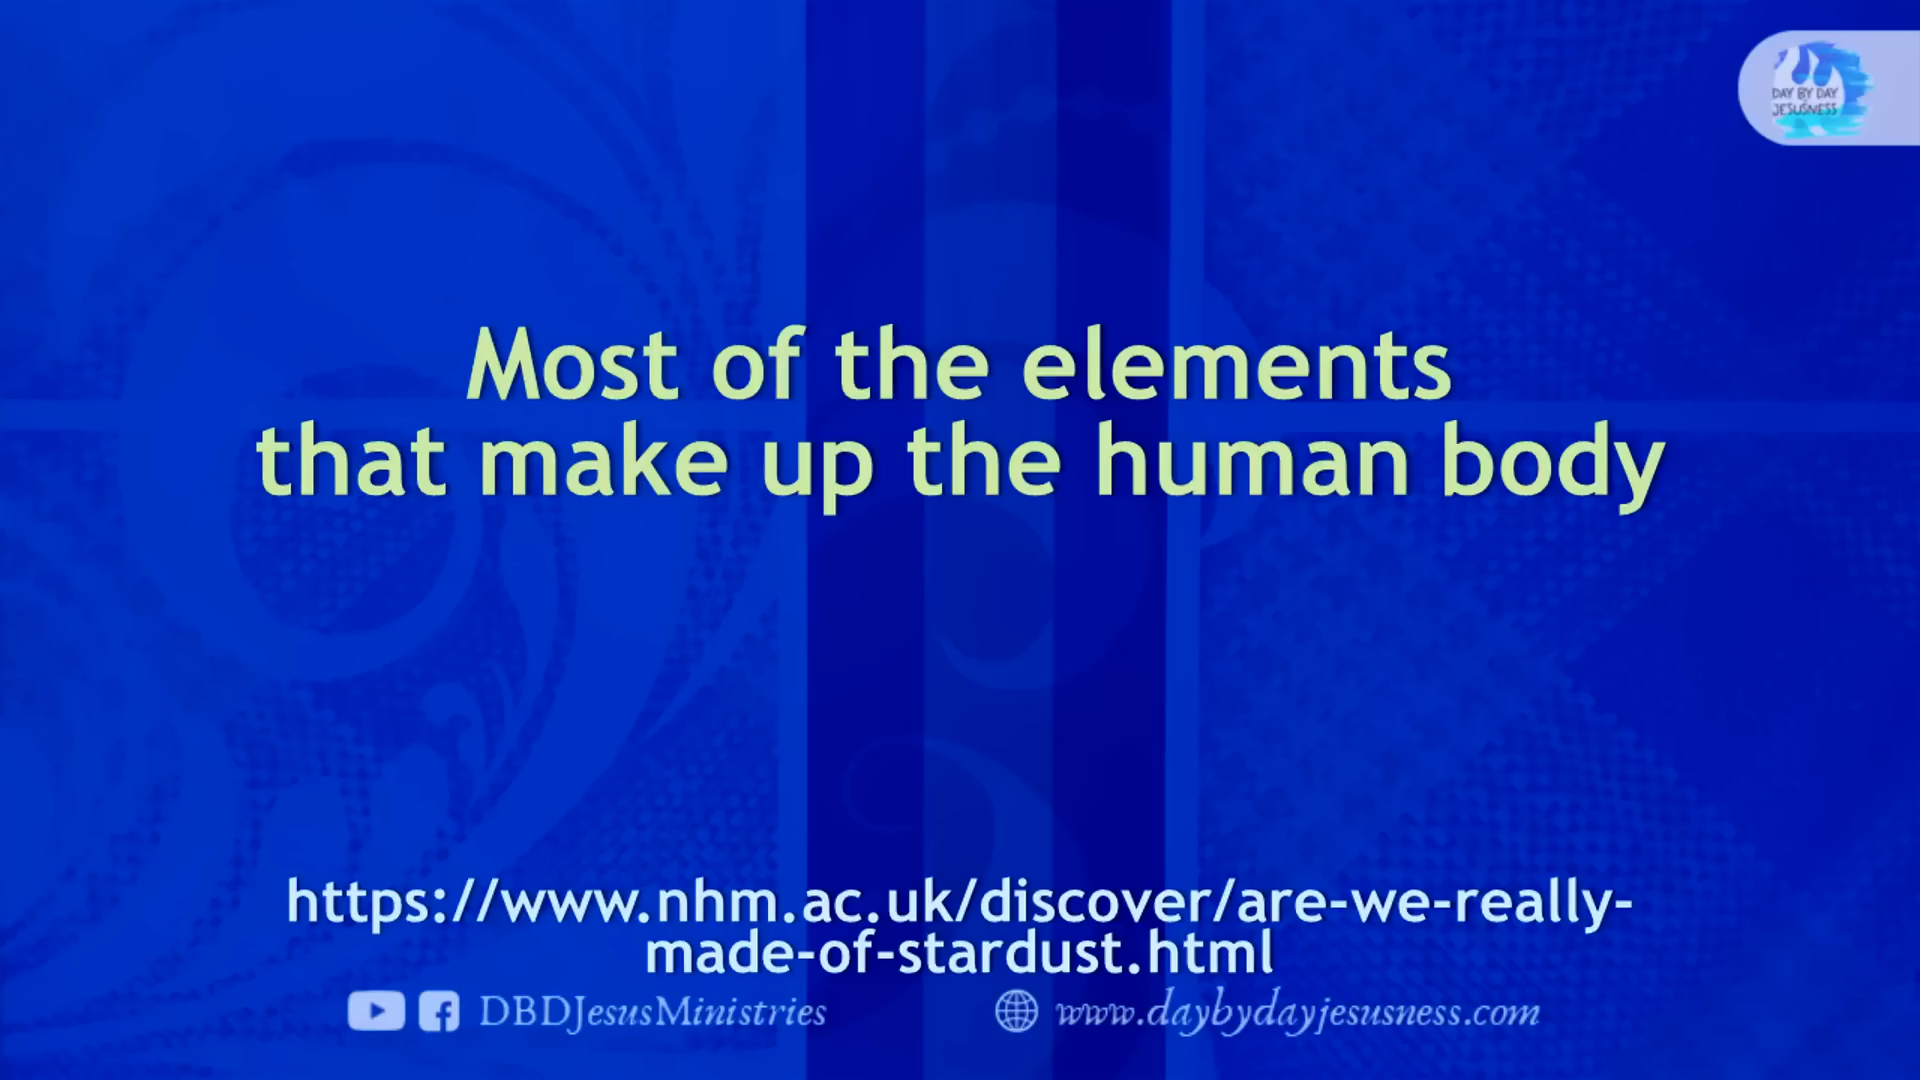 DAY BY DAY
JESUSNESS
Most of the elements
that make up the human body
https://www.nhm.ac.uk/discover/are-we-really-
made-of-stardust.html
DBDJesusMinistries
www.daybydayjesusness.com